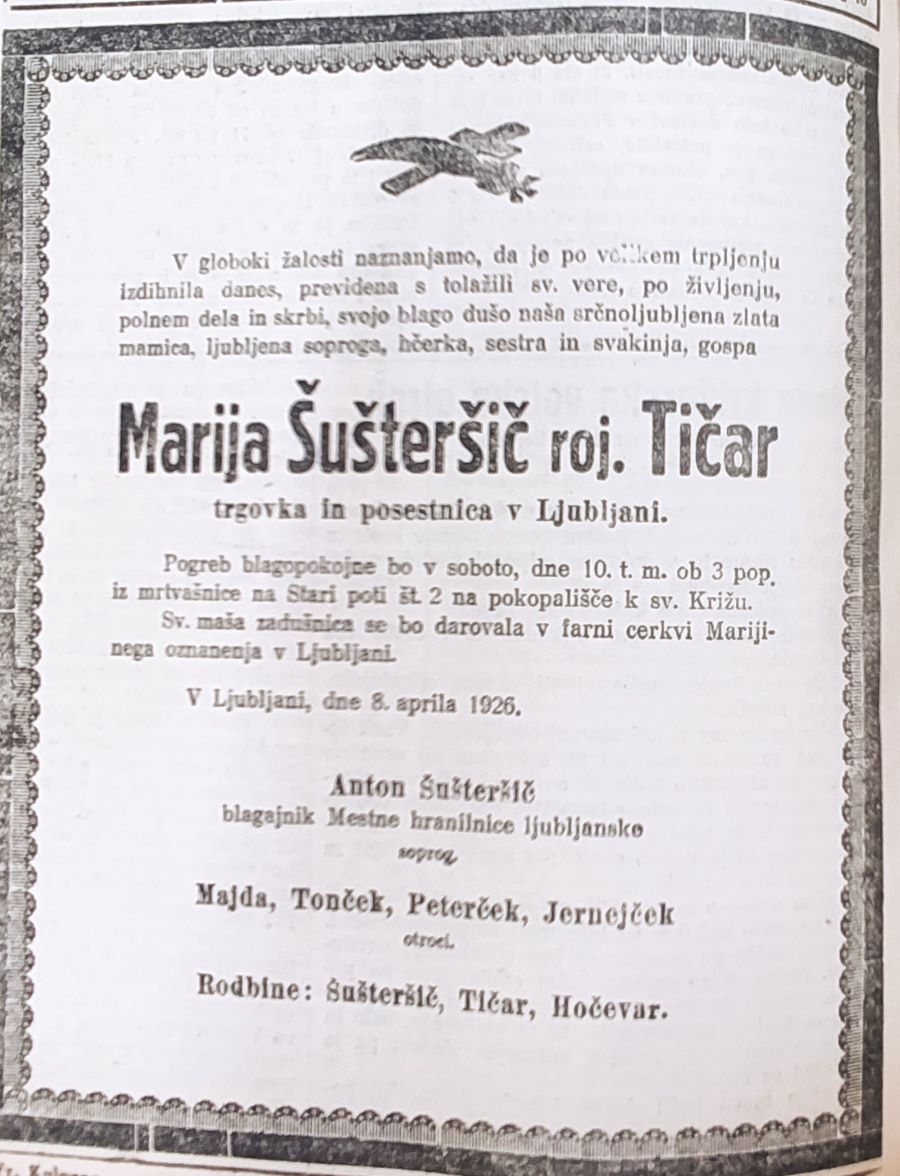 V globoki žalosti naznanjamo, da je po velikem trpljenju
izdihnila danes, previdena s tolažili sv. vere, po življenju,
polnem dela in skrbi, svojo blago dušo naša srčnoljubljena zlata
mamica, ljubljena soproga, hčerka, sestra in svakinja, gospa
Marija Šušteršič roj. Tičar
trgovka in posestnica v Ljubljani.
Pogreb blagopokojne bo v soboto, dne 10. t. m. ob 3 pop.
iz mrtvašnice na Stari poti št. 2 na pokopališče k sv. Križu.
Sv. maša zadušnica se bo darovala v farni cerkvi Mariji-
nega oznanenja v Ljubljani.
V Ljubljani, dne 8. aprila 1926.
Anton Šušteršič
blagajnik Mestne hranilnice ljubljanske
soprog.
Majda, Tonček, Peterček, Jernejček
otroci.
Rodbine: Šušteršič, Tičar, Hočevar.